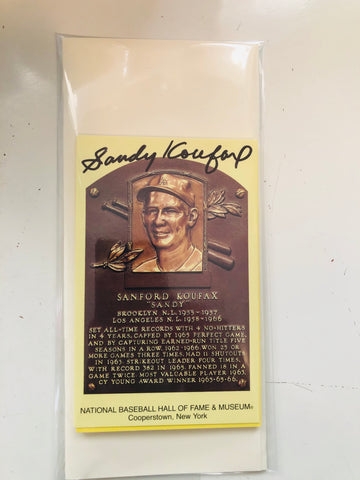 Sandy Koufax
SANFORD KOUFAX
"SANDY"
BROOKLYN N.L. 1955-1957
LOS ANGELES N.L. 1958-1966
SET ALL-TIME RECORDS WITH 4 NO-HITTERS
IN 4 YEARS, CAPPED BY 1965 PERFECT GAME,
AND BY CAPTURING EARNED-RUN TITLE FIVE
SEASONS IN A ROW, 1962-1966. WON 25 OR
MORE GAMES THREE TIMES. HAD 11 SHUTOUTS
IN 1963. STRIKEOUT LEADER FOUR TIMES,
WITH RECORD 382 IN 1965. FANNED 18 IN A
GAME TWICE. MOST VALUABLE PLAYER 1963.
CY YOUNG AWARD WINNER 1963-65-66.
NATIONAL BASEBALL HALL OF FAME & MUSEUM®
Cooperstown, New York